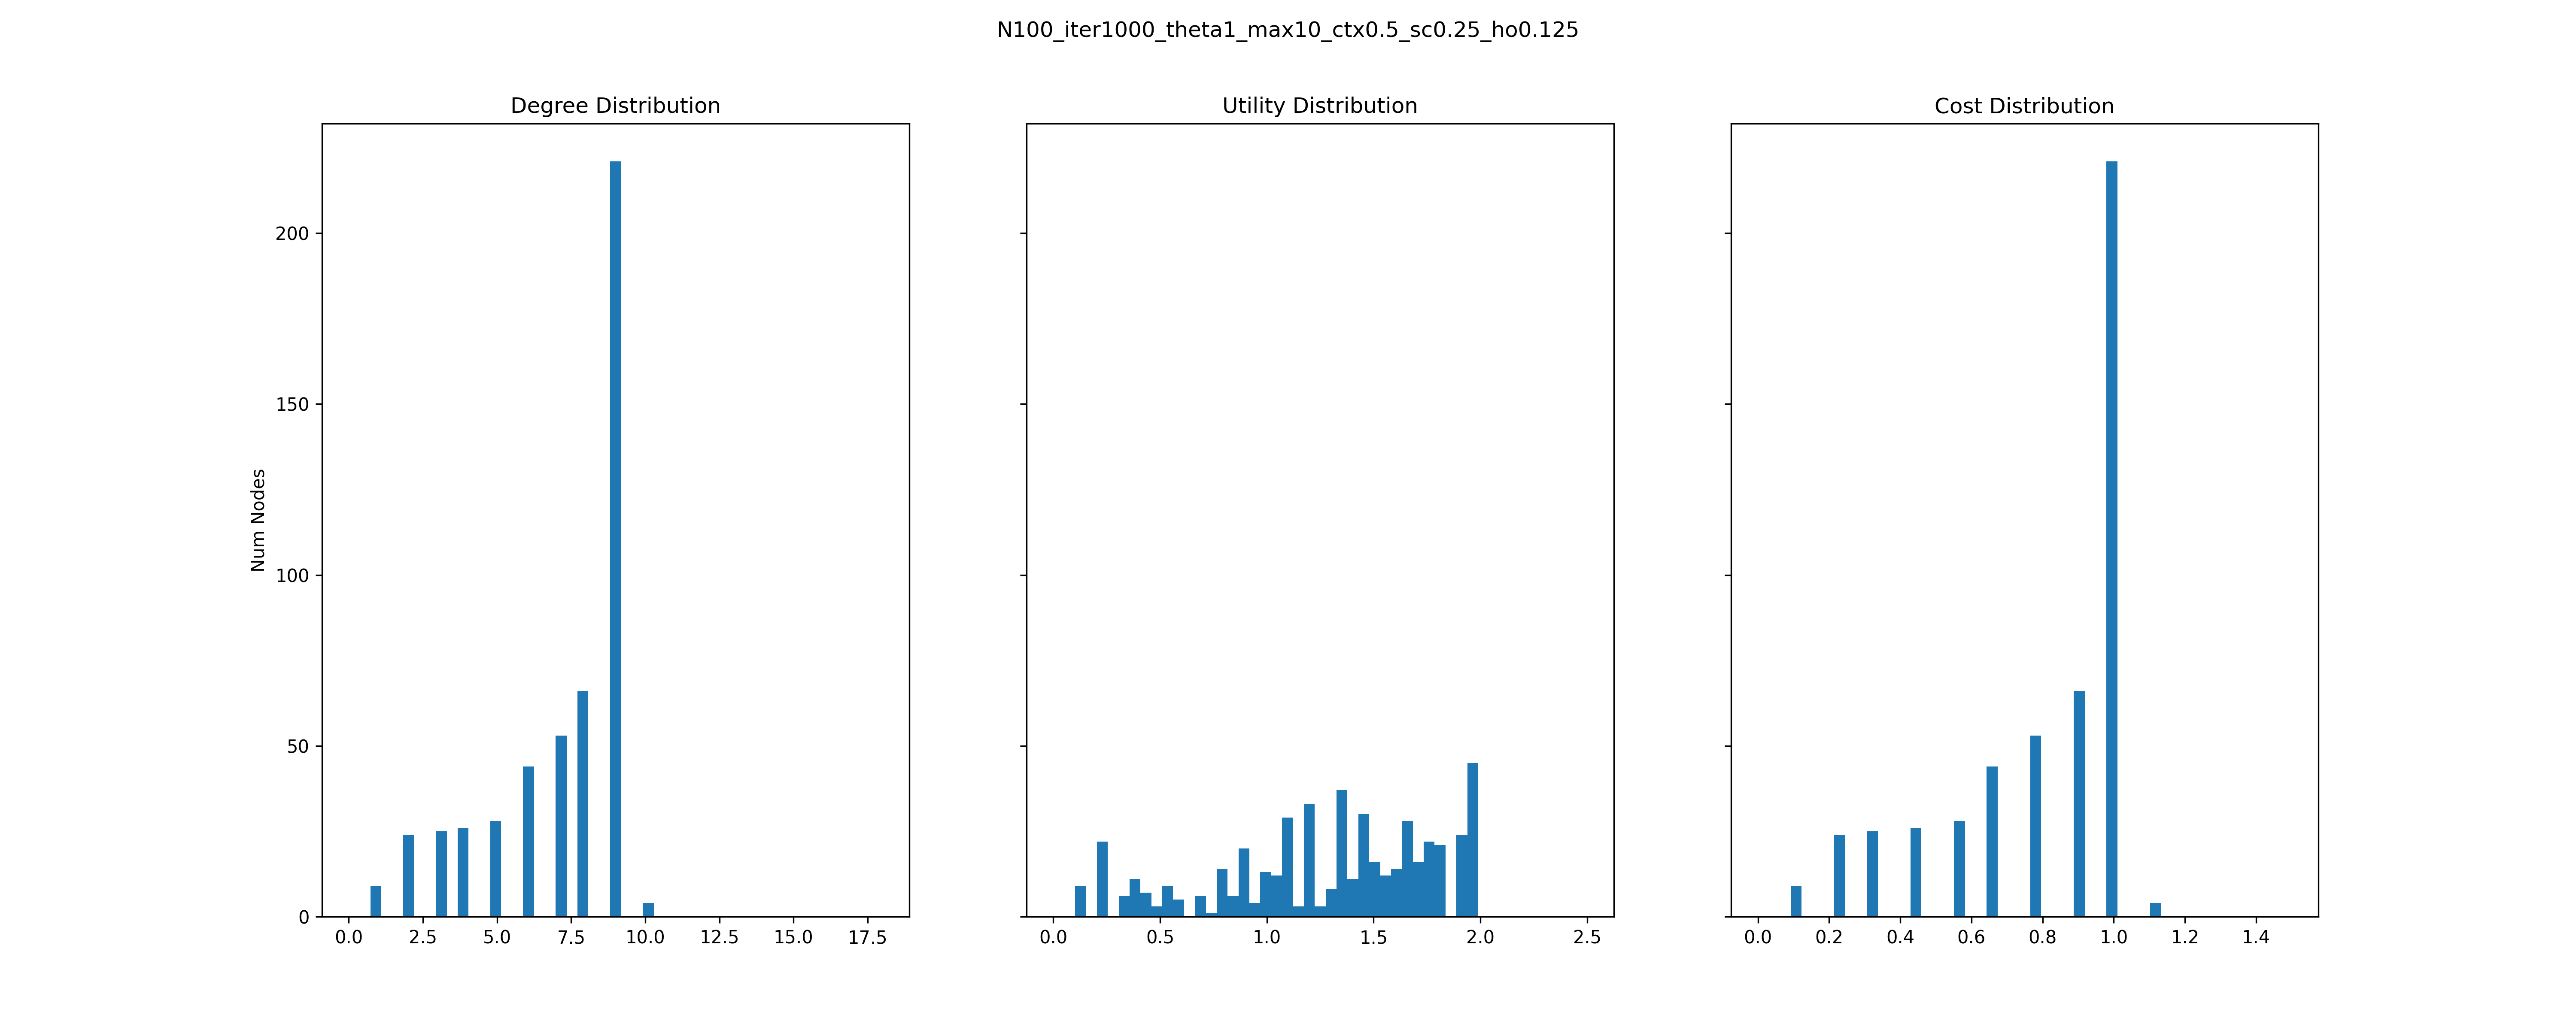 N100_iter1000_theta1_max10_ctx0.5_sc0.25_ho0.125
Degree Distribution
Utility Distribution
Cost Distribution
Num Nodes
200
150
100
50
0
0.0 2.5 5.0 7.5 10.0 12.5 15.0 17.5
0.0 0.5 1.0 1.5 2.0 2.5
0.0 0.2 0.4 0.6 0.8 1.0 1.2 1.4